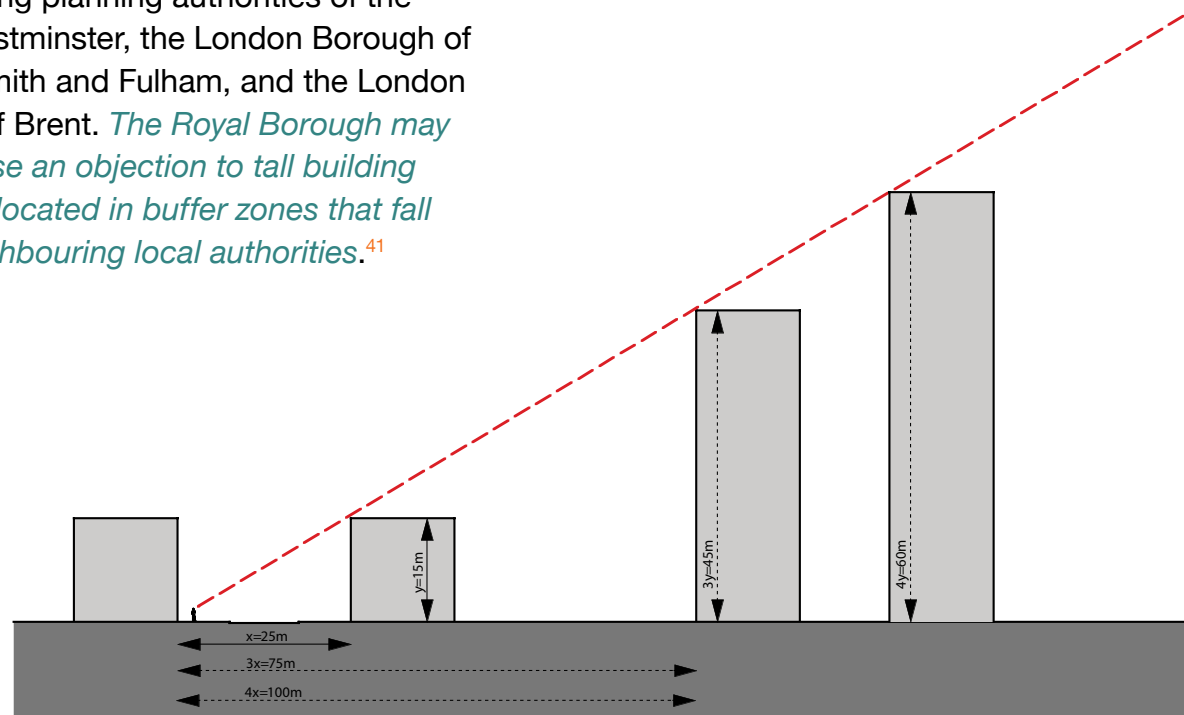 ng planning authorities of the
stminster, the London Borough of
mith and Fulham, and the London
f Brent. The Royal Borough may
se an objection to tall building
located in buffer zones that fall
hbouring local authorities.41
y=15m
3y=45m
4y=60m
x=25m
3x=75m
4x=100m